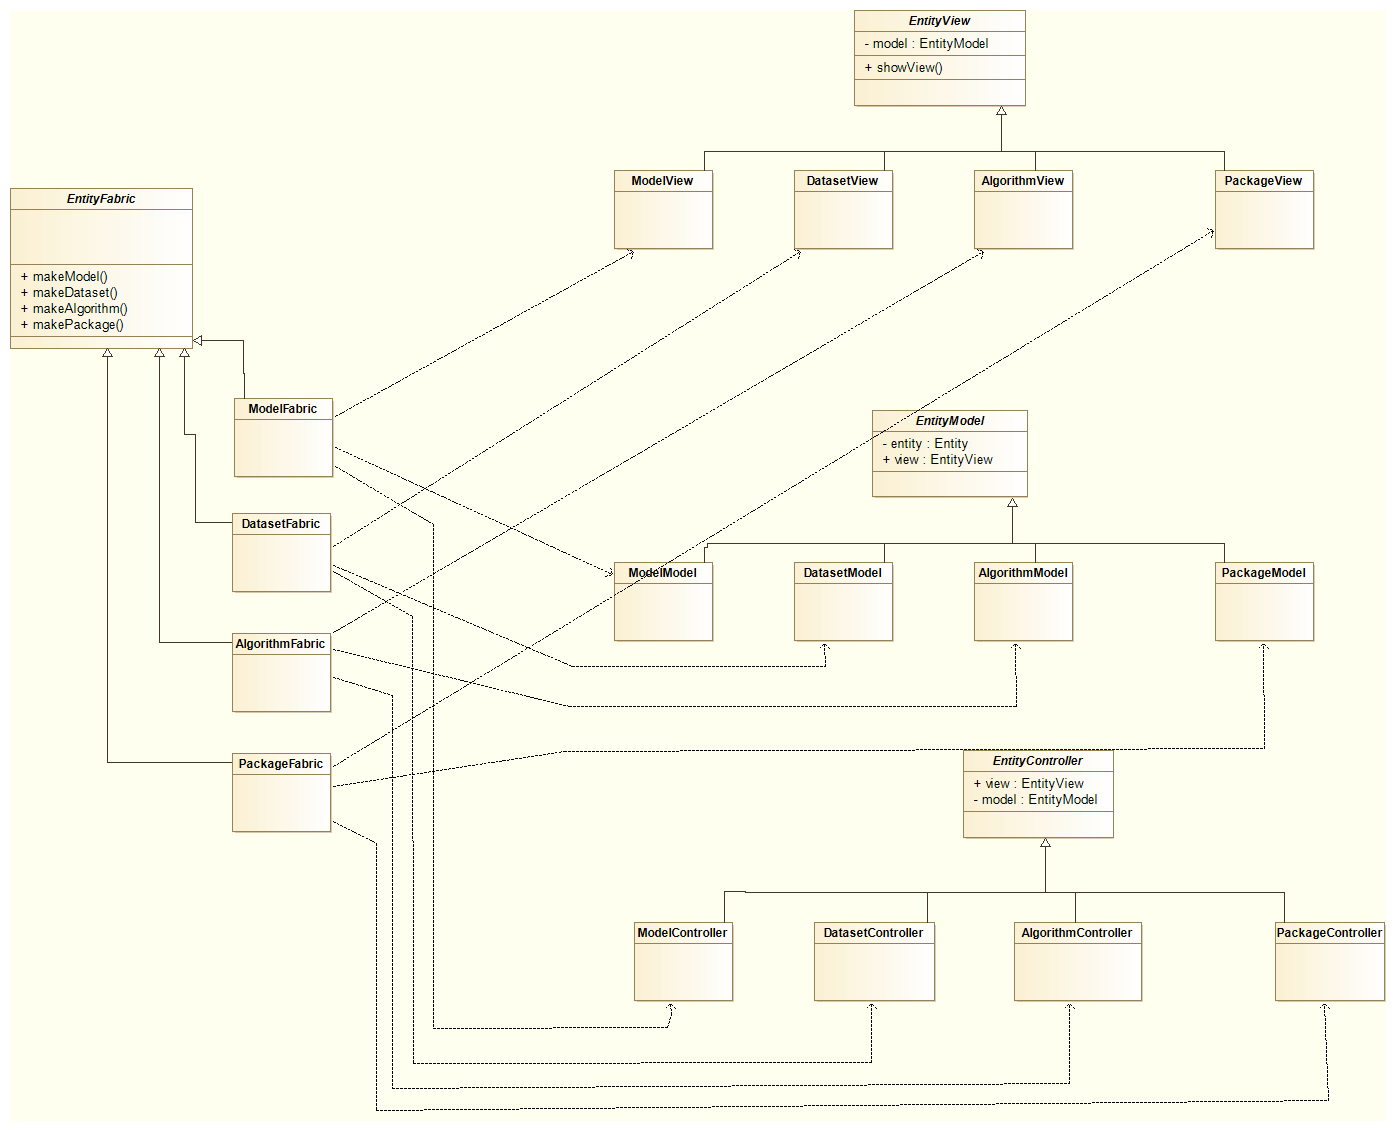 EntityView
- model : EntityModel
+ showView()
ModelView
DatasetView
AlgorithmView
PackageView
EntityFabric
+ makeModel()
+ makeDataset()
+ makeAlgorithm()
+ makePackage()
ModelFabric
DatasetFabric
AlgorithmFabric
PackageFabric
EntityModel
- entity : Entity
+ view : EntityView
ModelModel
DatasetModel
AlgorithmModel
PackageModel
EntityController
+ view : EntityView
- model : EntityModel
ModelController
DatasetController
AlgorithmController
PackageController